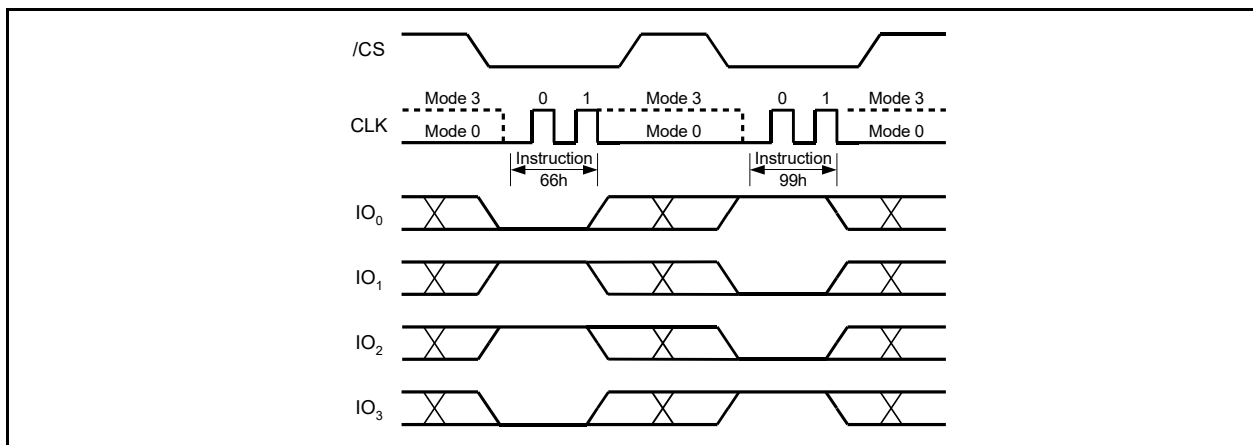 /CS
Mode 3 0 1 Mode 3 0 1 Mode 3
CLK Mode 0 Mode 0 Mode 0
Instruction Instruction
66h 99h
IO0
IO1
IO2
IO3